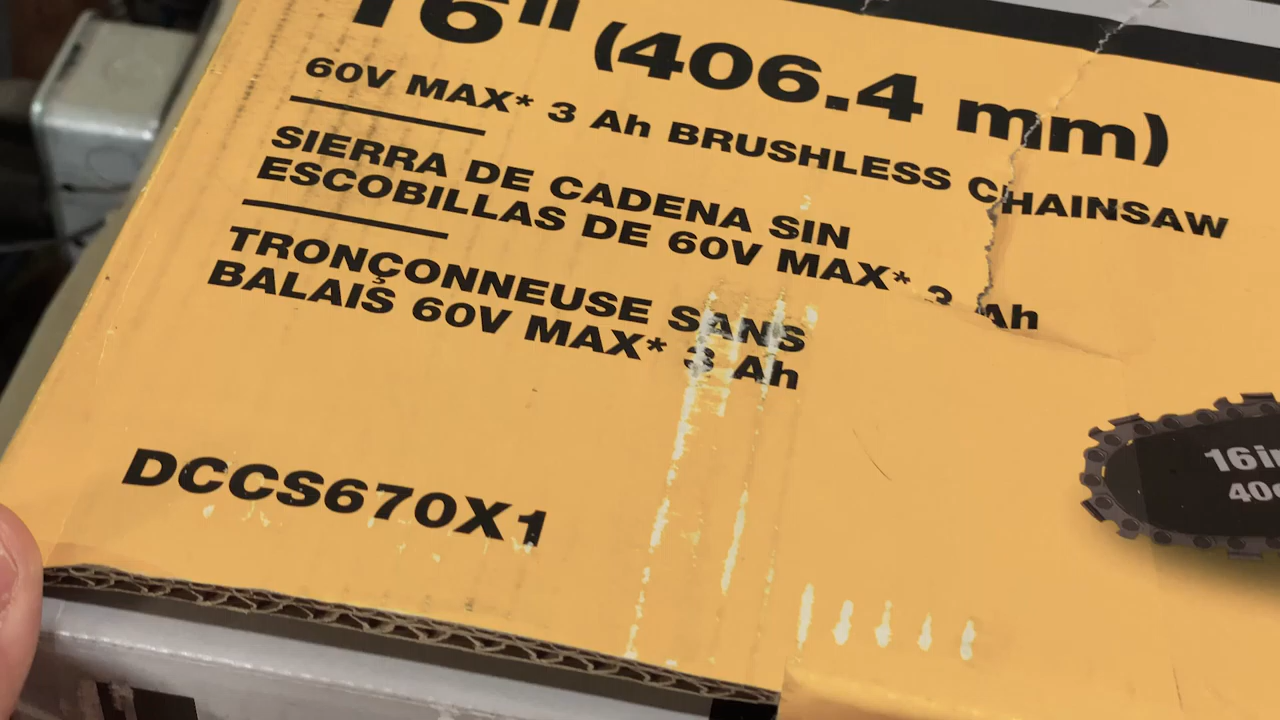 16" (406.4 mm)
60V MAX* 3 Ah BRUSHLESS CHAINSAW
SIERRA DE CADENA SIN
ESCOBILLAS DE 60V MAX* 3 Ah
TRONÇONNEUSE SANS
BALAIS 60V MAX* 3 Ah
DCCS670X1